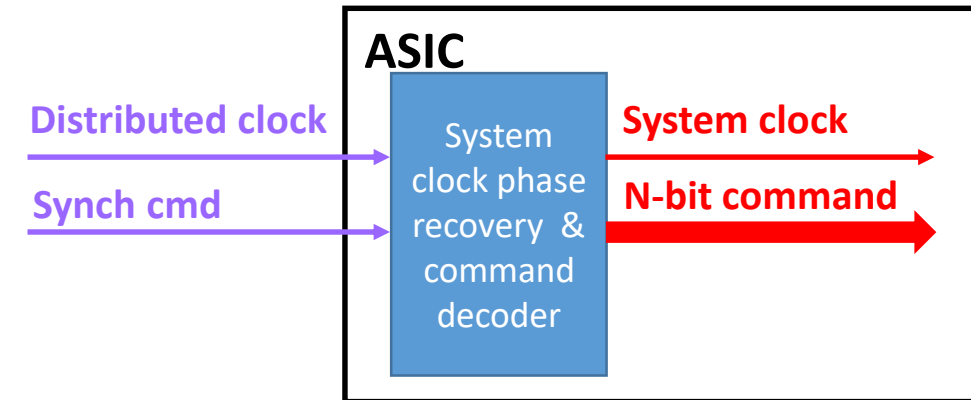 ASIC
Distributed clock
Synch cmd
System
clock phase
recovery &
command
decoder
System clock
N-bit command